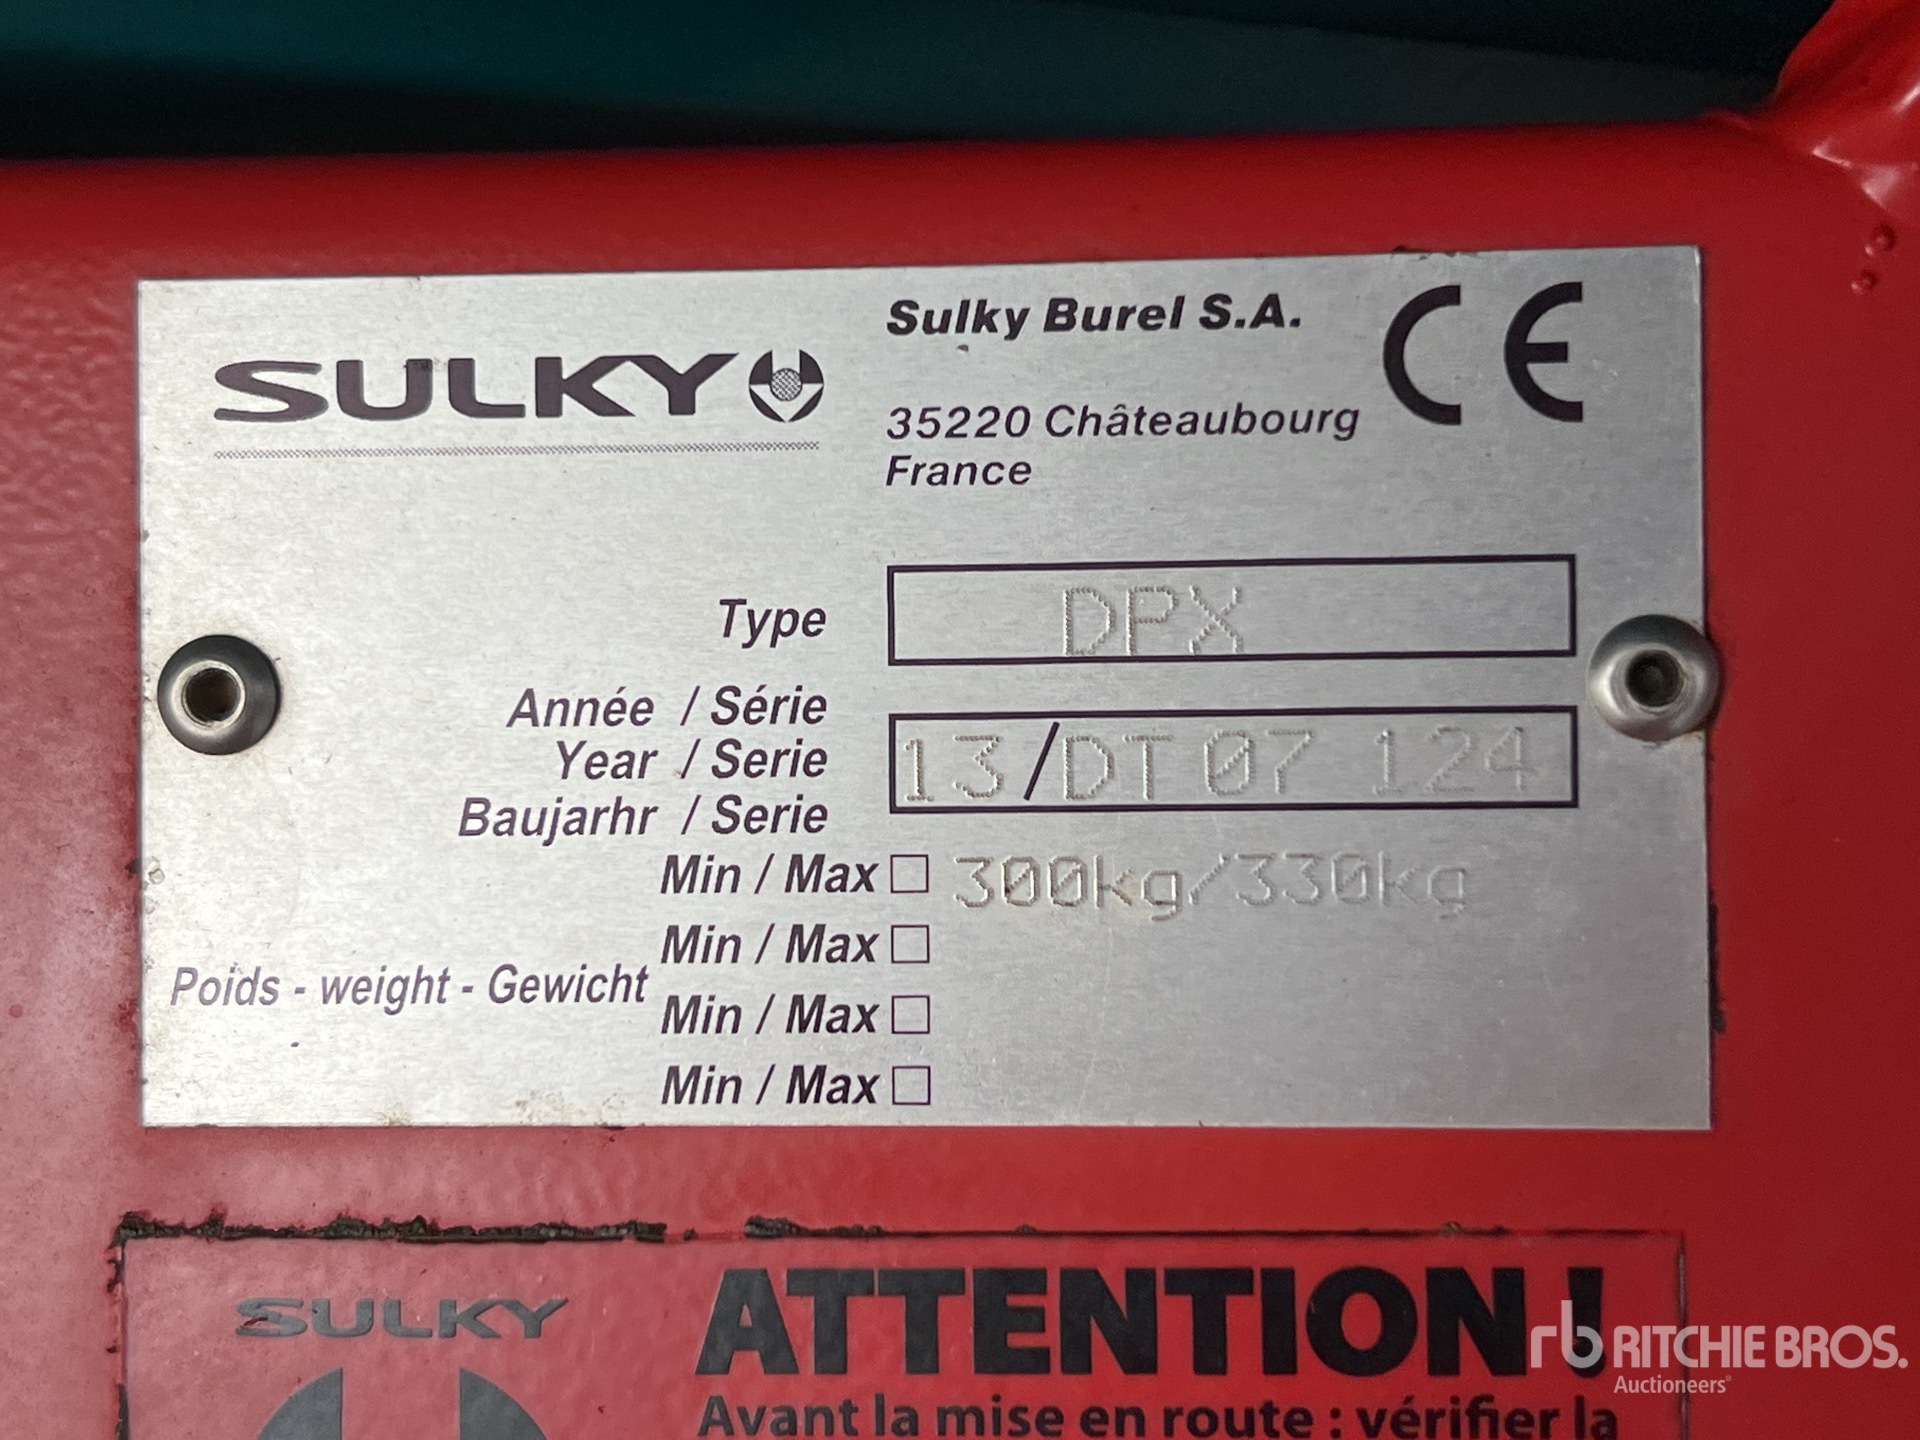 SULKY
Sulky Burel S.A.
35220 Châteaubourg
France
CE
Type DPX
Année / Série
Year / Serie
Baujarhr / Serie
13/DT 07 124
Min / Max □ 300kg/330kg
Min / Max □
Poids - weight - Gewicht
Min / Max □
Min / Max □
SULKY
ATTENTION !
Avant la mise en route : vérifier la
rb RITCHIE BROS.
Auctioneers